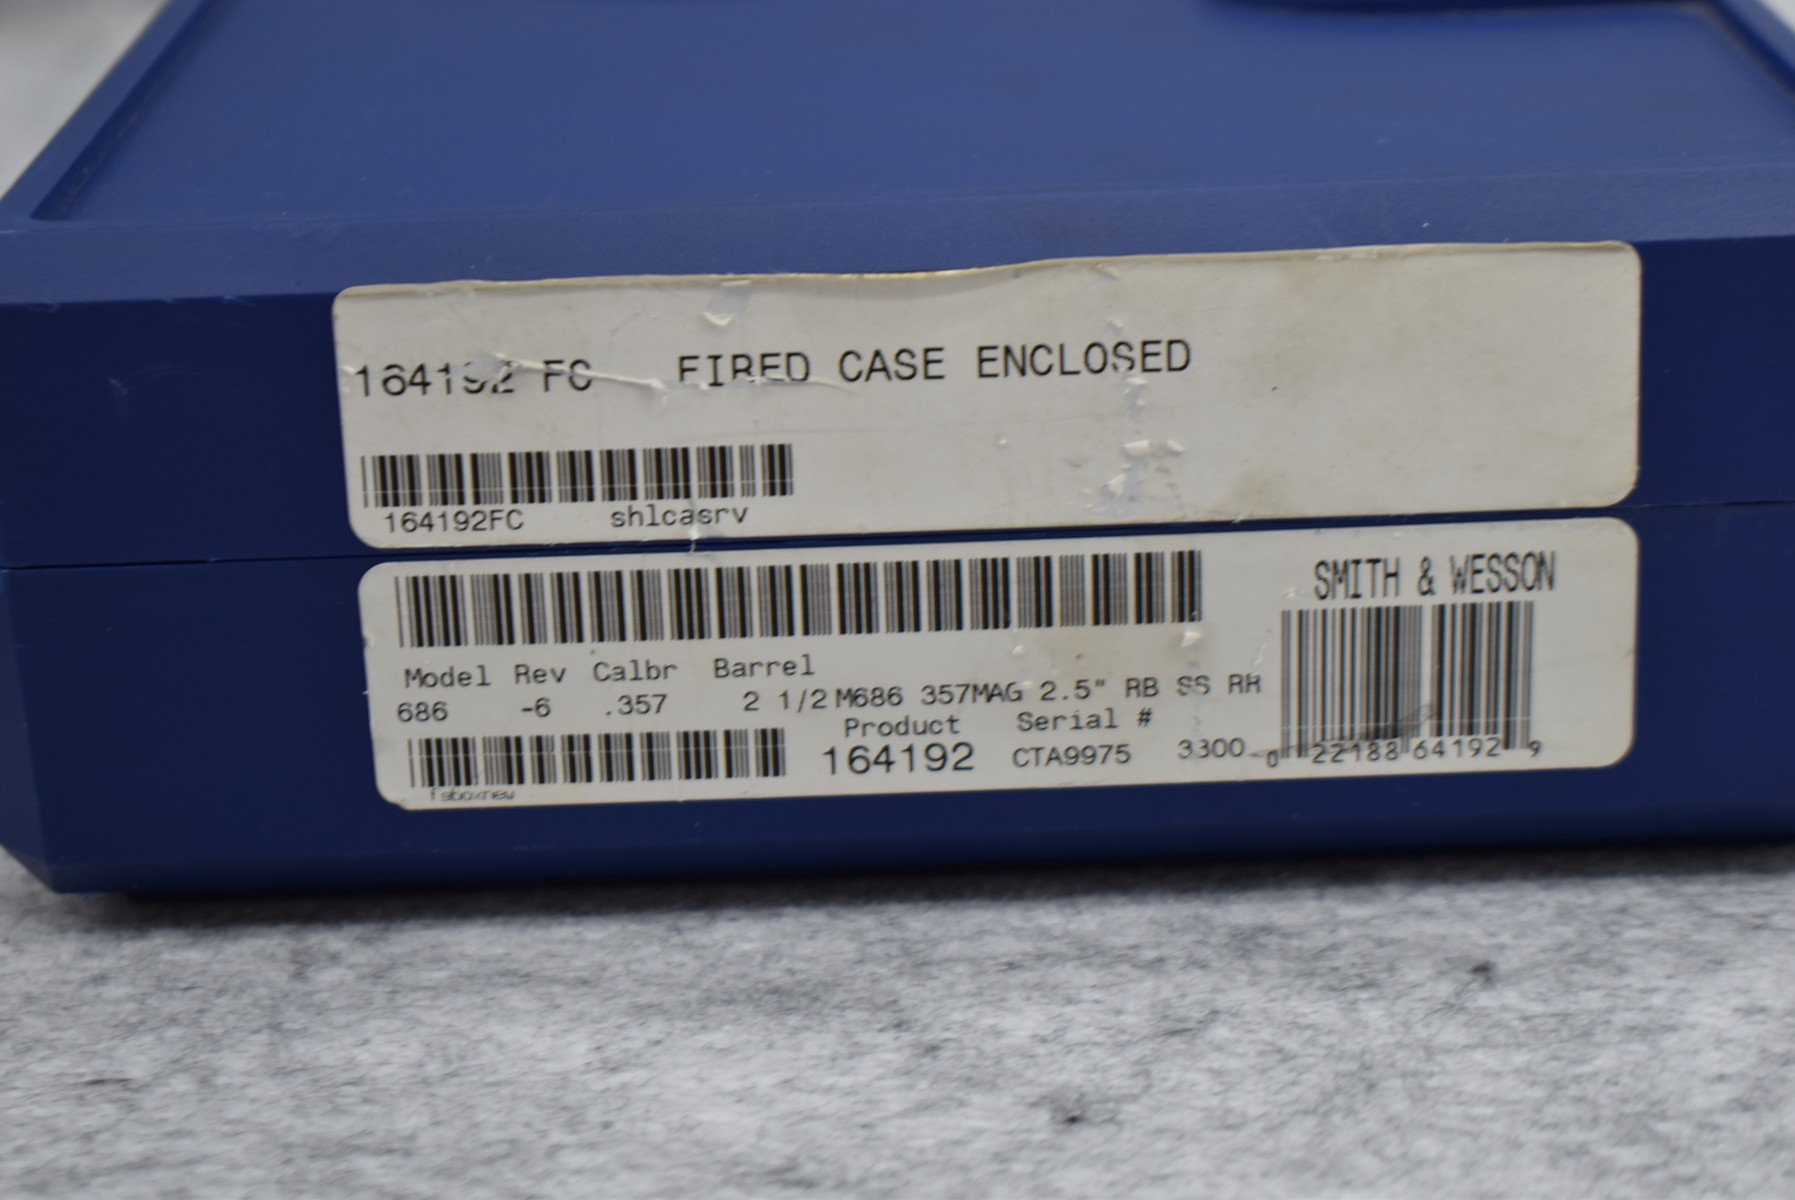 164192 FC FIRED CASE ENCLOSED
164192FC shlcasrv
SMITH & WESSON
Model Rev Calbr Barrel
686 -6 .357 2 1/2 M686 357MAG 2.5" RB SS RR
Product Serial #
164192 CTA9975 3300
0 22188 64192 9
fsboxnew